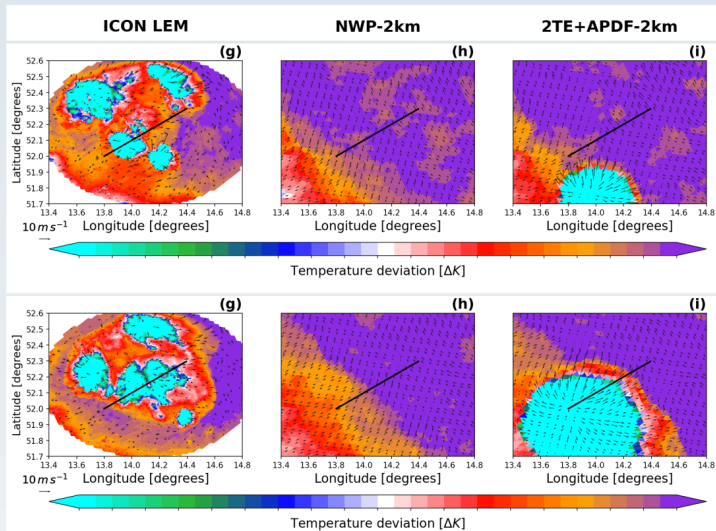 ICON LEM NWP-2km 2TE+APDF-2km
(g) (h) (i)
Latitude [degrees]
52.6
52.5
52.4
52.3
52.2
52.1
52.0
51.9
51.8
51.7
13.4 13.6 13.8 14.0 14.2 14.4 14.6 14.8 13.4 13.6 13.8 14.0 14.2 14.4 14.6 14.8 13.4 13.6 13.8 14.0 14.2 14.4 14.6 14.8
Longitude [degrees] Longitude [degrees] Longitude [degrees]
10 m s⁻¹
Temperature deviation [ΔK]
(g) (h) (i)
Latitude [degrees]
52.6
52.5
52.4
52.3
52.2
52.1
52.0
51.9
51.8
51.7
13.4 13.6 13.8 14.0 14.2 14.4 14.6 14.8 13.4 13.6 13.8 14.0 14.2 14.4 14.6 14.8 13.4 13.6 13.8 14.0 14.2 14.4 14.6 14.8
Longitude [degrees] Longitude [degrees] Longitude [degrees]
10 m s⁻¹
Temperature deviation [ΔK]